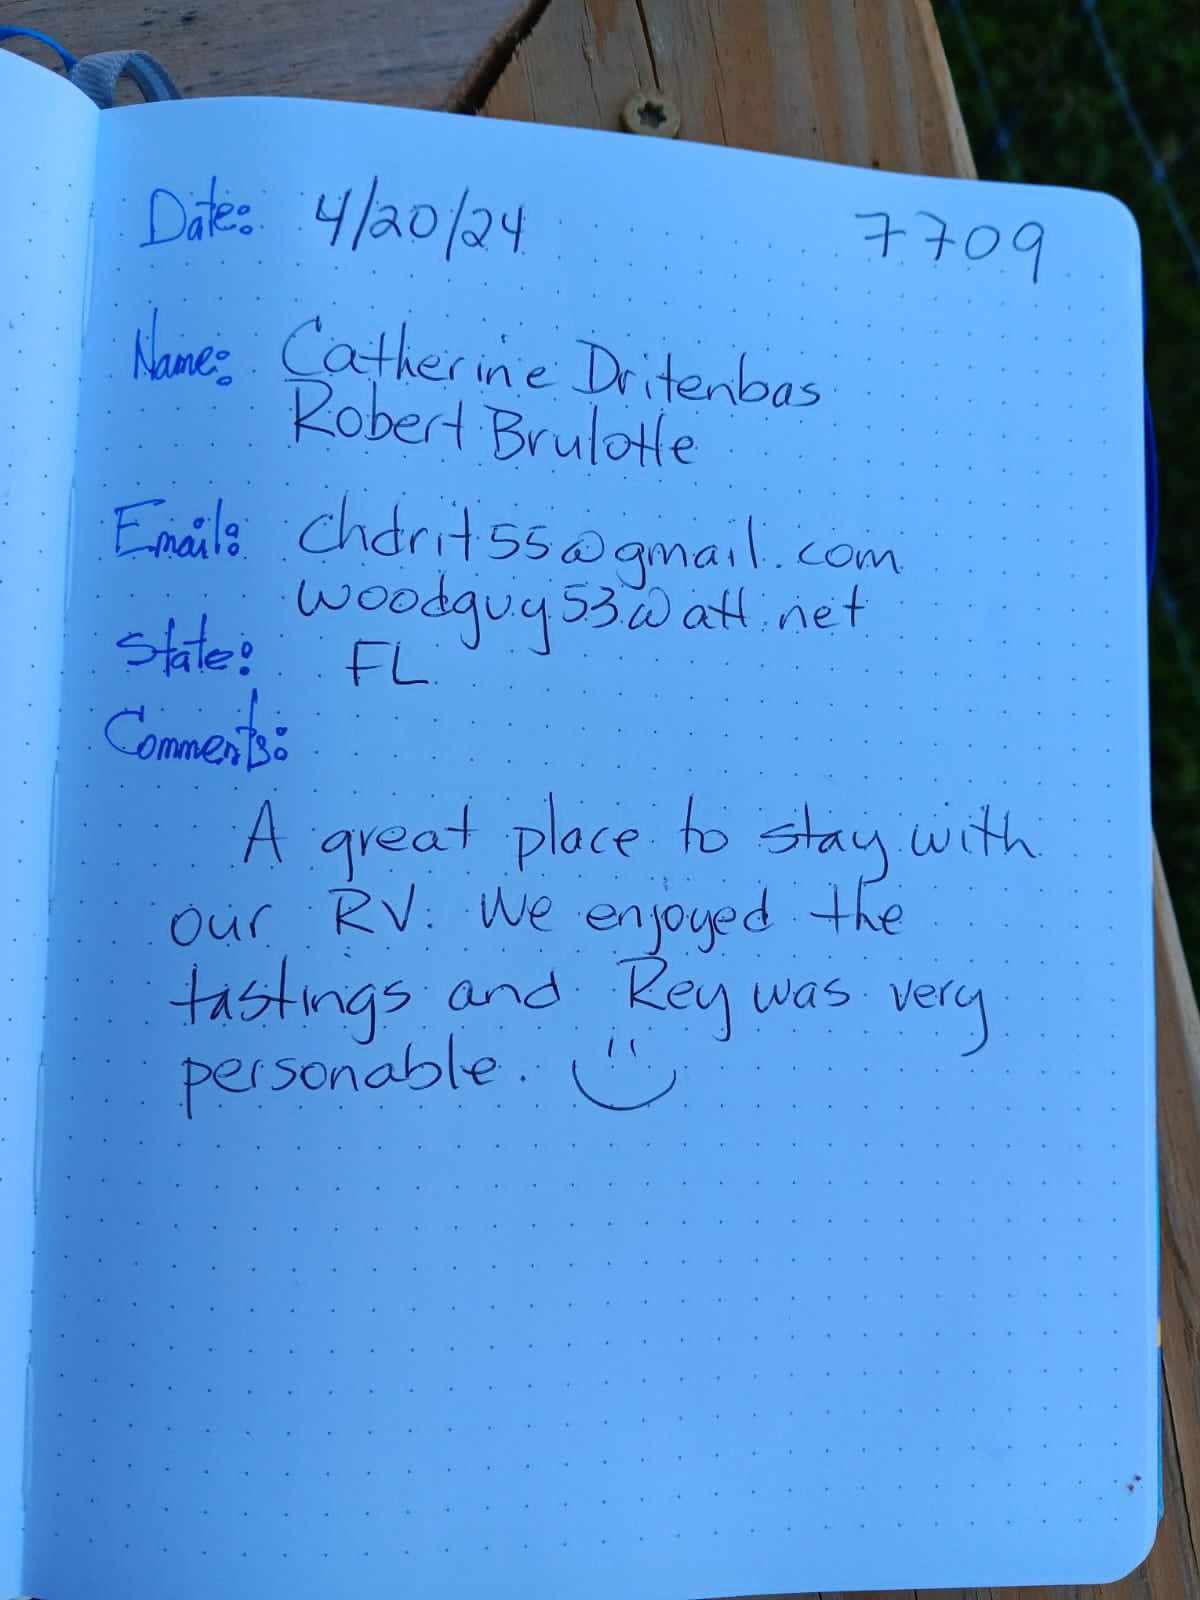 Date: 4/20/24 7709
Name: Catherine Dritenbas
Robert Brulotte
Email: chdrit55@gmail.com
woodguy53@att.net
State: FL
Comments:
A great place to stay with
our RV. We enjoyed the
tastings and Rey was very
personable.